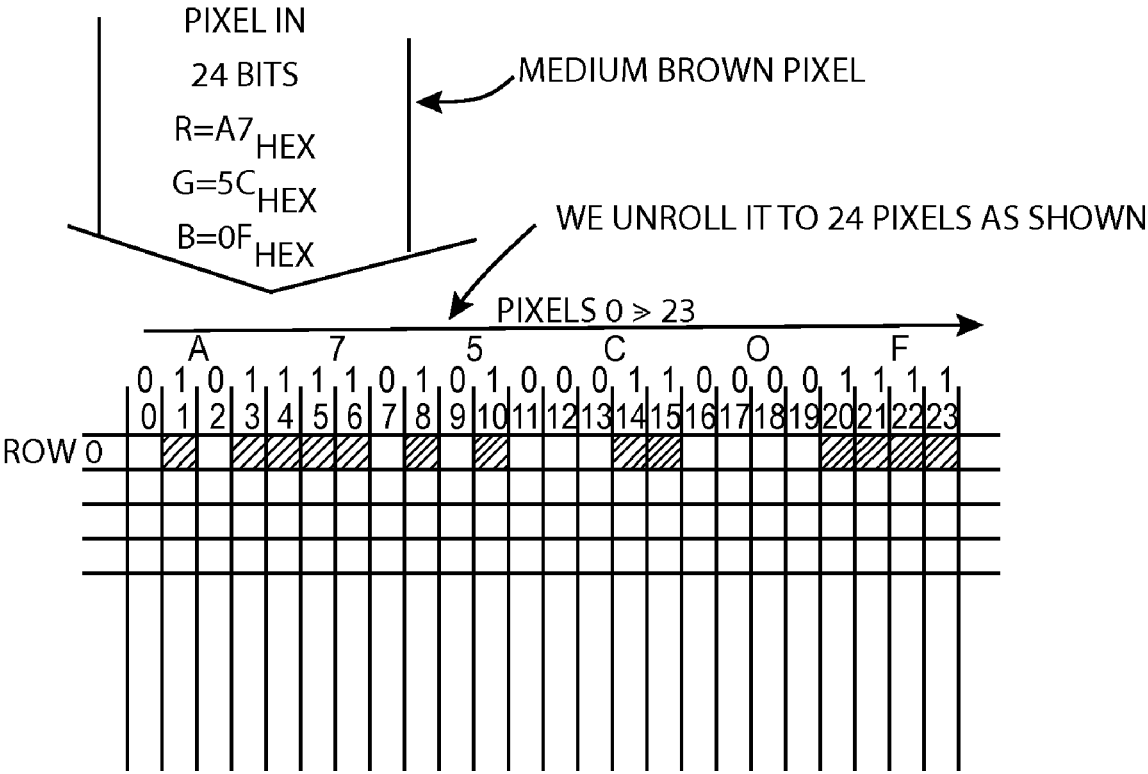 PIXEL IN
24 BITS
R=A7HEX
G=5CHEX
B=0FHEX
MEDIUM BROWN PIXEL
WE UNROLL IT TO 24 PIXELS AS SHOWN
PIXELS 0 > 23
A 7 5 C O F
0 1 0 1 1 1 1 0 1 0 1 0 0 0 1 1 0 0 0 0 1 1 1 1
0 1 2 3 4 5 6 7 8 9 10 11 12 13 14 15 16 17 18 19 20 21 22 23
ROW 0